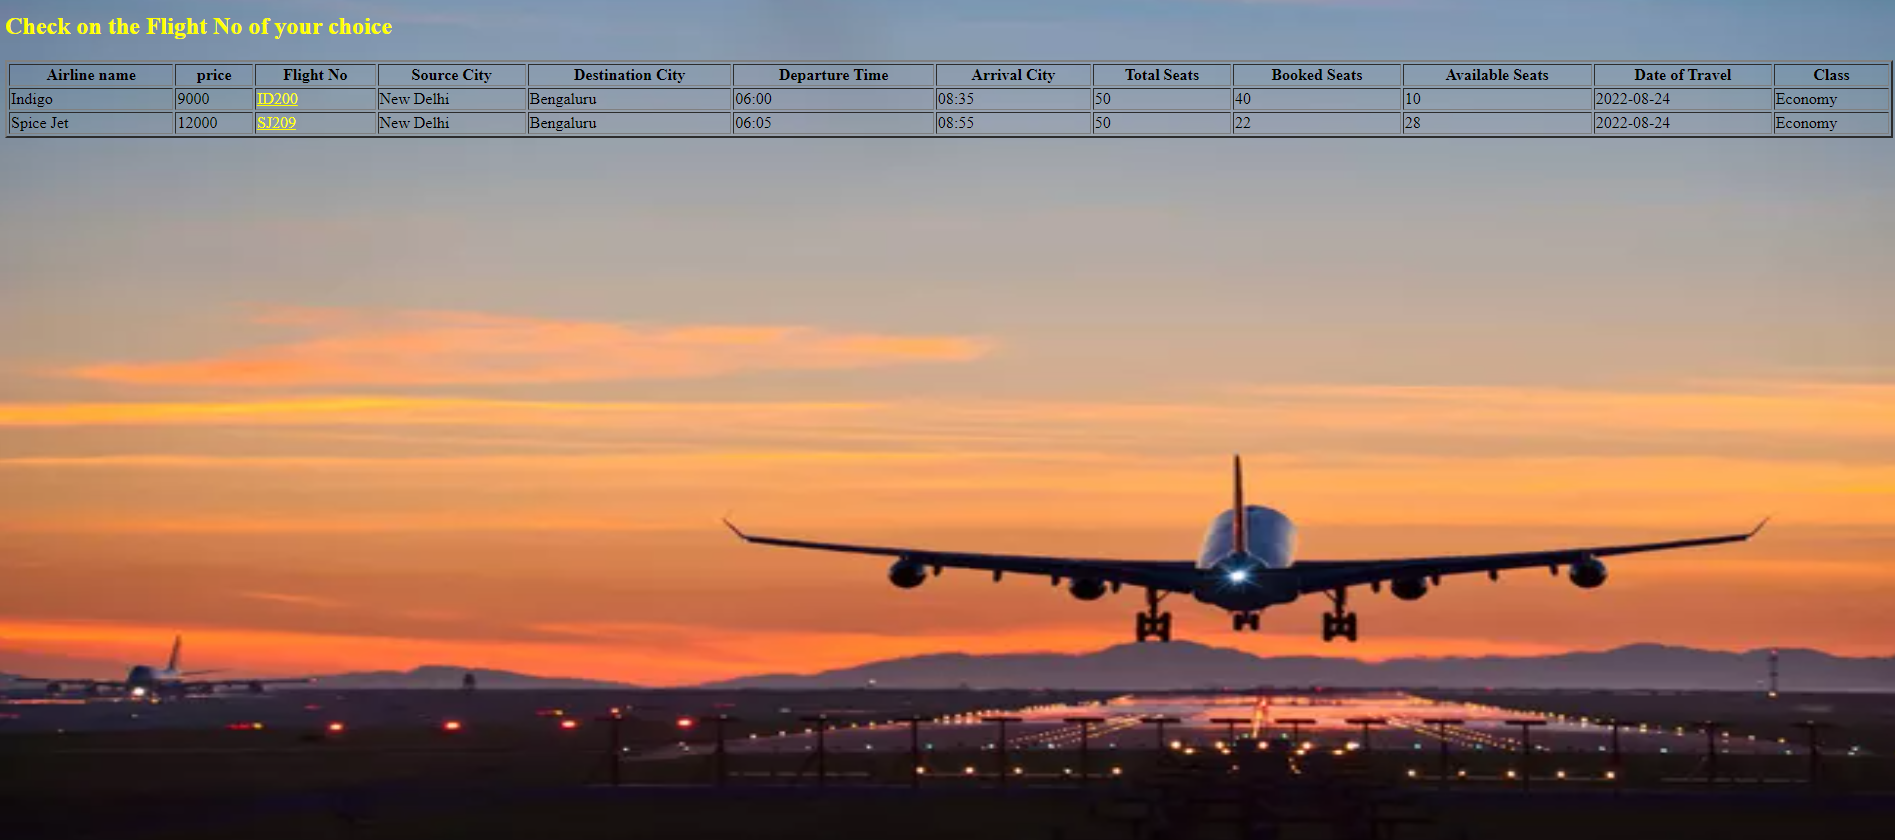 Check on the Flight No of your choice
Airline name price Flight No Source City Destination City Departure Time Arrival City Total Seats Booked Seats Available Seats Date of Travel Class
Indigo 9000 ID200 New Delhi Bengaluru 06:00 08:35 50 40 10 2022-08-24 Economy
Spice Jet 12000 SJ209 New Delhi Bengaluru 06:05 08:55 50 22 28 2022-08-24 Economy